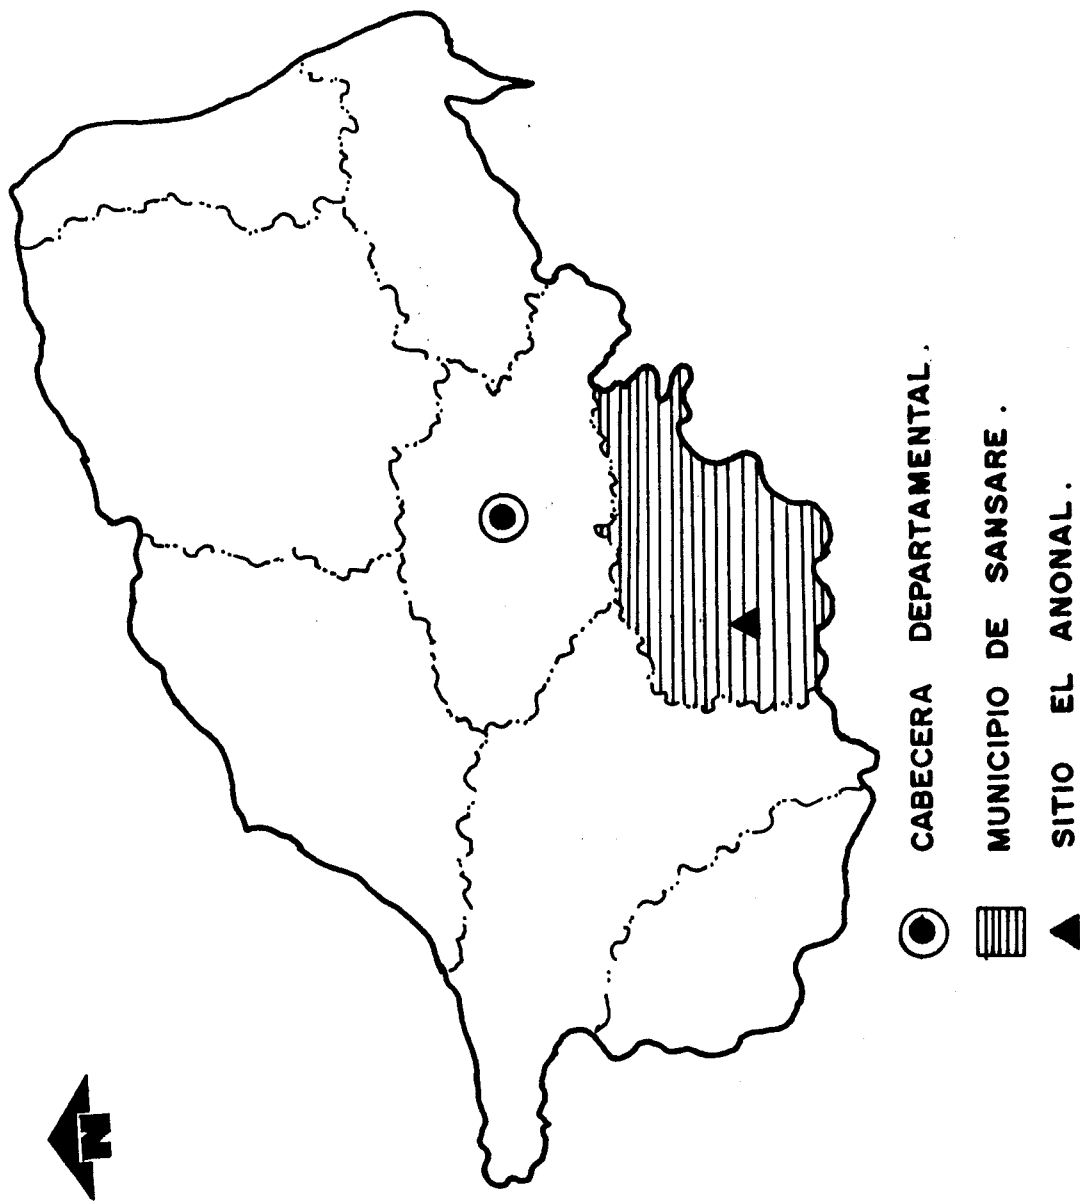 N
CABECERA DEPARTAMENTAL.
MUNICIPIO DE SANSARE.
SITIO EL ANONAL.